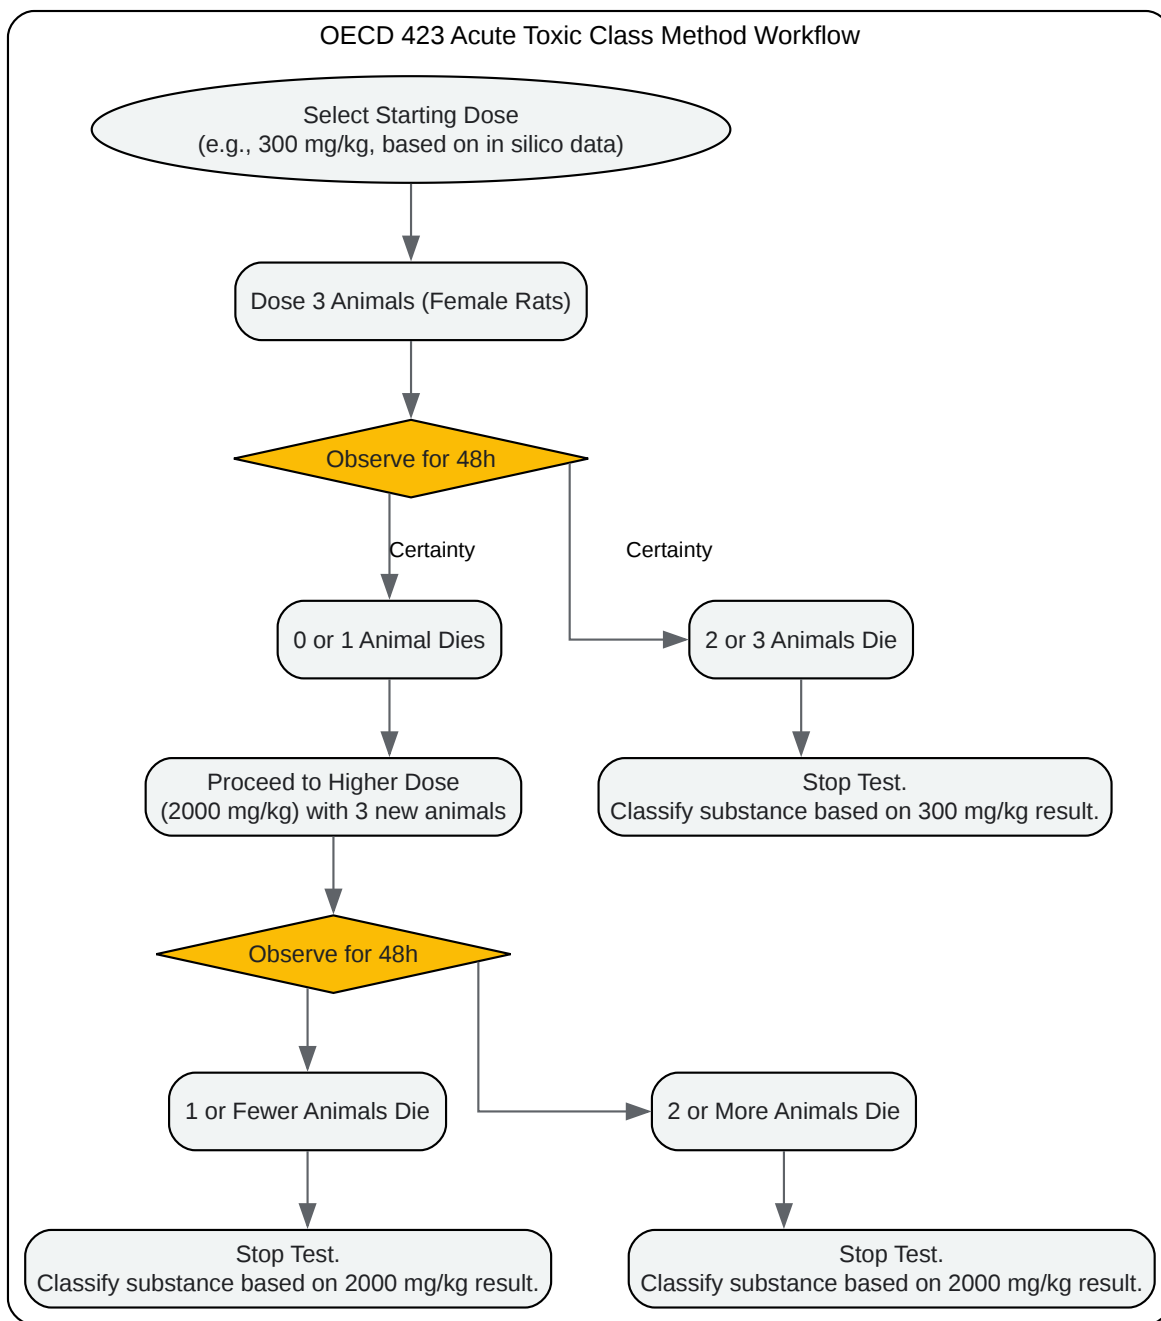 OECD 423 Acute Toxic Class Method Workflow
Select Starting Dose
(e.g., 300 mg/kg, based on in silico data)
Dose 3 Animals (Female Rats)
Observe for 48h
Certainty
Certainty
0 or 1 Animal Dies
2 or 3 Animals Die
Proceed to Higher Dose
(2000 mg/kg) with 3 new animals
Stop Test.
Classify substance based on 300 mg/kg result.
Observe for 48h
1 or Fewer Animals Die
2 or More Animals Die
Stop Test.
Classify substance based on 2000 mg/kg result.
Stop Test.
Classify substance based on 2000 mg/kg result.